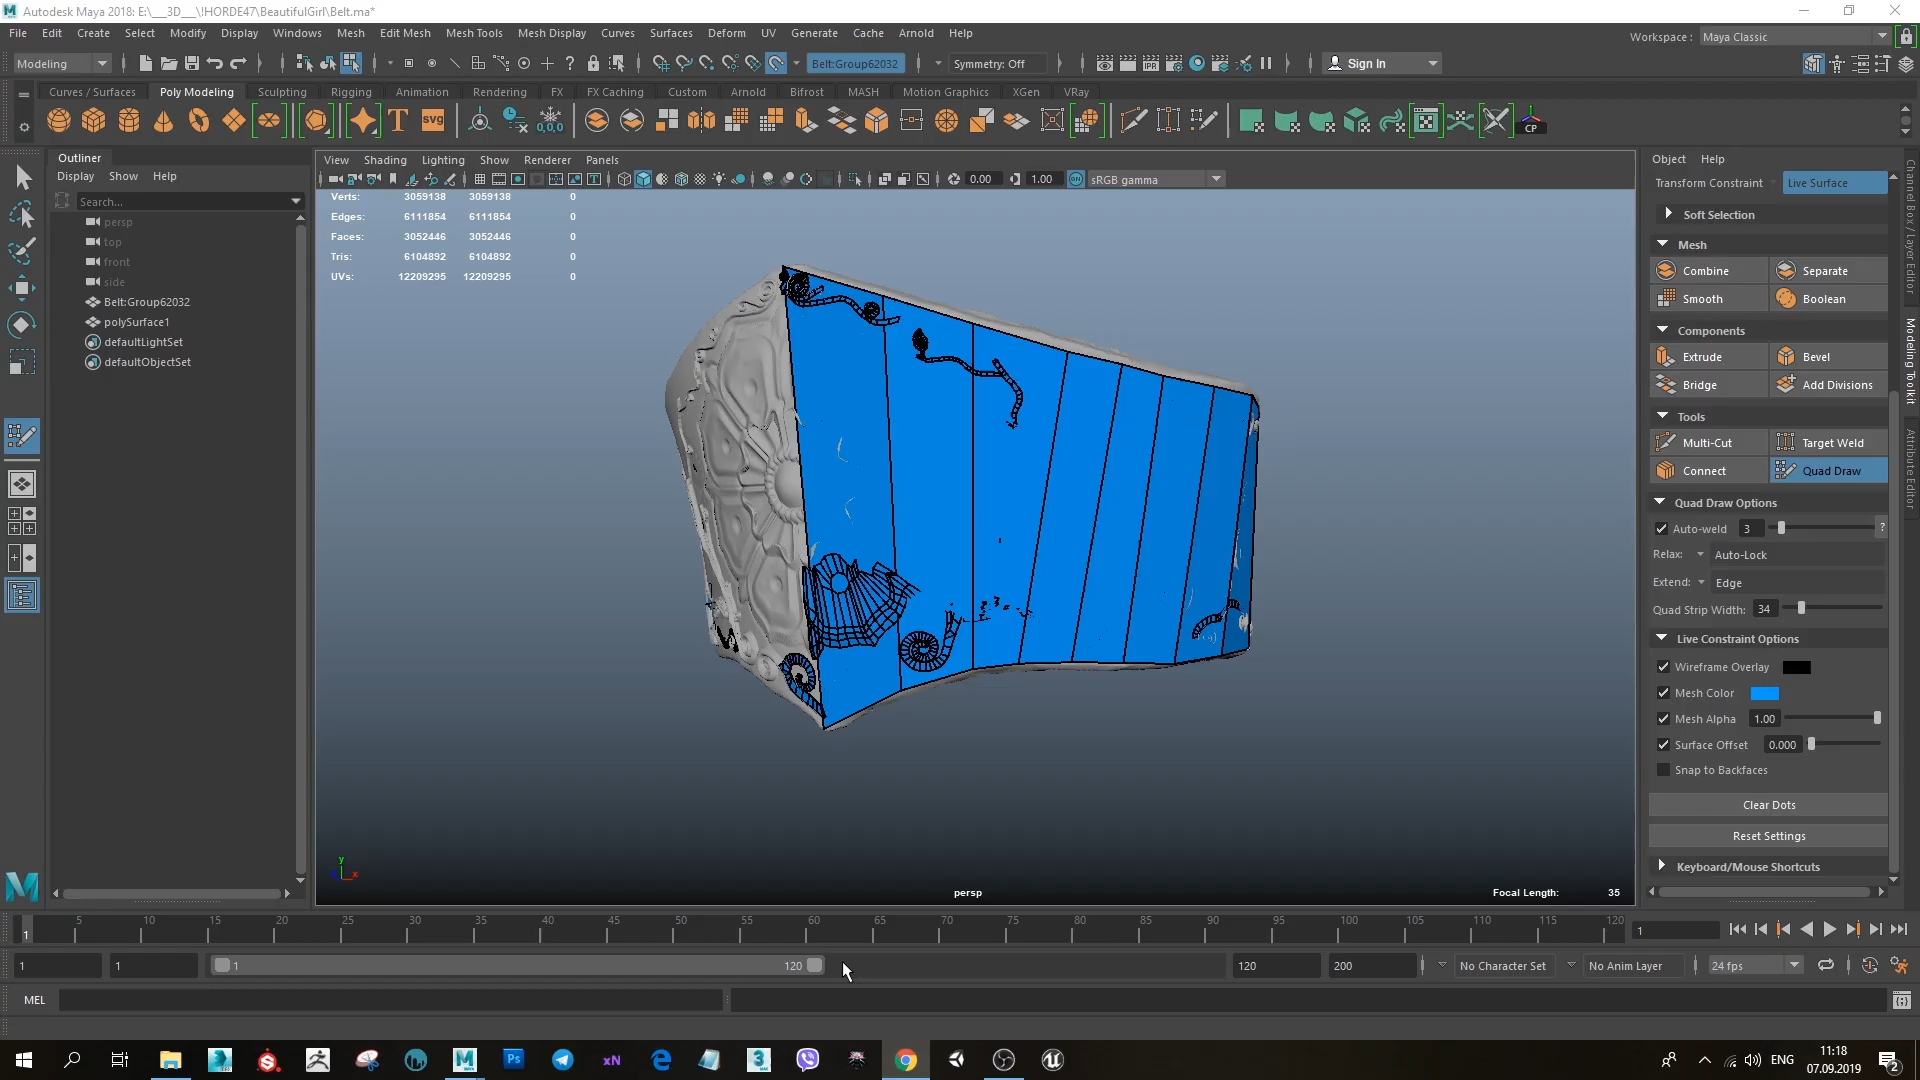 Autodesk Maya 2018: E:\___3D___\!HORDE47\BeautifulGirl\Belt.ma*
File Edit Create Select Modify Display Windows Mesh Edit Mesh Mesh Tools Mesh Display Curves Surfaces Deform UV Generate Cache Arnold Help
Workspace : Maya Classic
Modeling Belt:Group62032 Symmetry: Off Sign In
Curves / Surfaces Poly Modeling Sculpting Rigging Animation Rendering FX FX Caching Custom Arnold Bifrost MASH Motion Graphics XGen VRay
Outliner
Display Show Help
Search...
persp
top
front
side
Belt:Group62032
polySurface1
defaultLightSet
defaultObjectSet
View Shading Lighting Show Renderer Panels
0.00 1.00 sRGB gamma
Verts: 3059138 3059138 0
Edges: 6111854 6111854 0
Faces: 3052446 3052446 0
Tris: 6104892 6104892 0
UVs: 12209295 12209295 0
y
x
persp
Focal Length: 35
Object Help
Transform Constraint Live Surface
Soft Selection
Mesh
Combine Separate
Smooth Boolean
Components
Extrude Bevel
Bridge Add Divisions
Tools
Multi-Cut Target Weld
Connect Quad Draw
Quad Draw Options
Auto-weld 3 ?
Relax: Auto-Lock
Extend: Edge
Quad Strip Width: 34
Live Constraint Options
Wireframe Overlay
Mesh Color
Mesh Alpha 1.00
Surface Offset 0.000
Snap to Backfaces
Clear Dots
Reset Settings
Keyboard/Mouse Shortcuts
Channel Box / Layer Editor
Modeling Toolkit
Attribute Editor
1 5 10 15 20 25 30 35 40 45 50 55 60 65 70 75 80 85 90 95 100 105 110 115 120 1
1 1 1 120 120 200 No Character Set No Anim Layer 24 fps
MEL
ENG 11:18
07.09.2019
2